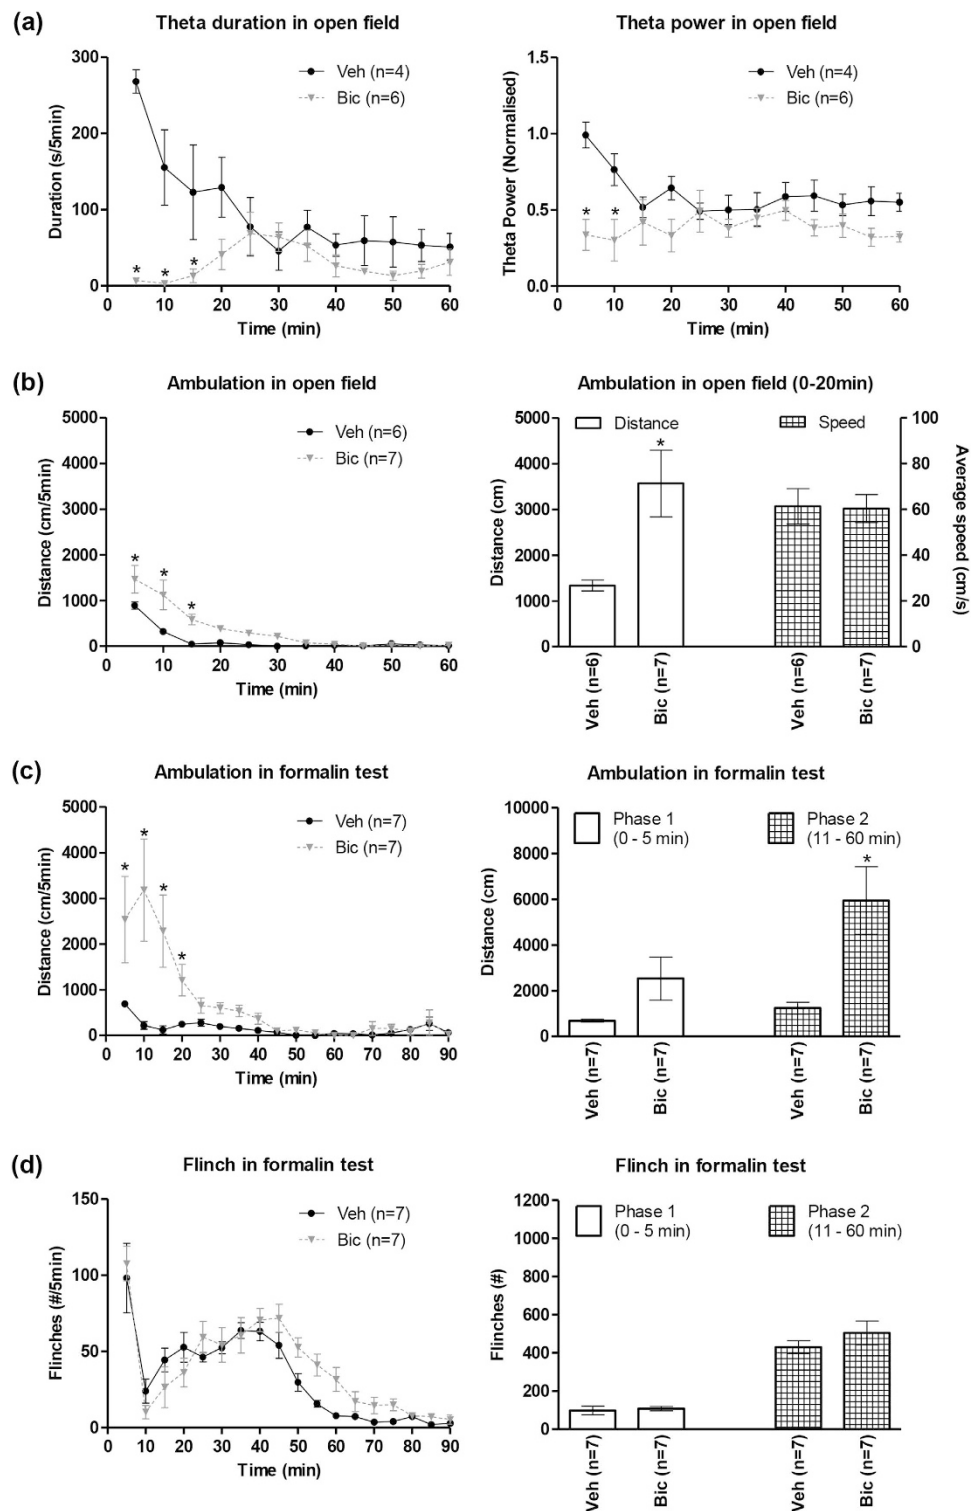 (a)
Theta duration in open field
Duration (s/5min)
300
200
100
0
Veh (n=4)
Bic (n=6)
* * *
0 10 20 30 40 50 60
Time (min)
Theta power in open field
Theta Power (Normalised)
1.5
1.0
0.5
0.0
Veh (n=4)
Bic (n=6)
* *
0 10 20 30 40 50 60
Time (min)
(b)
Ambulation in open field
Distance (cm/5min)
5000
4000
3000
2000
1000
0
Veh (n=6)
Bic (n=7)
* * *
0 10 20 30 40 50 60
Time (min)
Ambulation in open field (0-20min)
Distance (cm)
5000
4000
3000
2000
1000
0
Distance
Speed
*
100
80
60
40
20
0
Average speed (cm/s)
Veh (n=6)
Bic (n=7)
Veh (n=6)
Bic (n=7)
(c)
Ambulation in formalin test
Distance (cm/5min)
5000
4000
3000
2000
1000
0
Veh (n=7)
Bic (n=7)
* * * *
0 10 20 30 40 50 60 70 80 90
Time (min)
Ambulation in formalin test
Distance (cm)
10000
8000
6000
4000
2000
0
Phase 1
(0 - 5 min)
Phase 2
(11 - 60 min)
*
Veh (n=7)
Bic (n=7)
Veh (n=7)
Bic (n=7)
(d)
Flinch in formalin test
Flinches (#/5min)
150
100
50
0
Veh (n=7)
Bic (n=7)
0 10 20 30 40 50 60 70 80 90
Time (min)
Flinch in formalin test
Flinches (#)
1200
1000
800
600
400
200
0
Phase 1
(0 - 5 min)
Phase 2
(11 - 60 min)
Veh (n=7)
Bic (n=7)
Veh (n=7)
Bic (n=7)